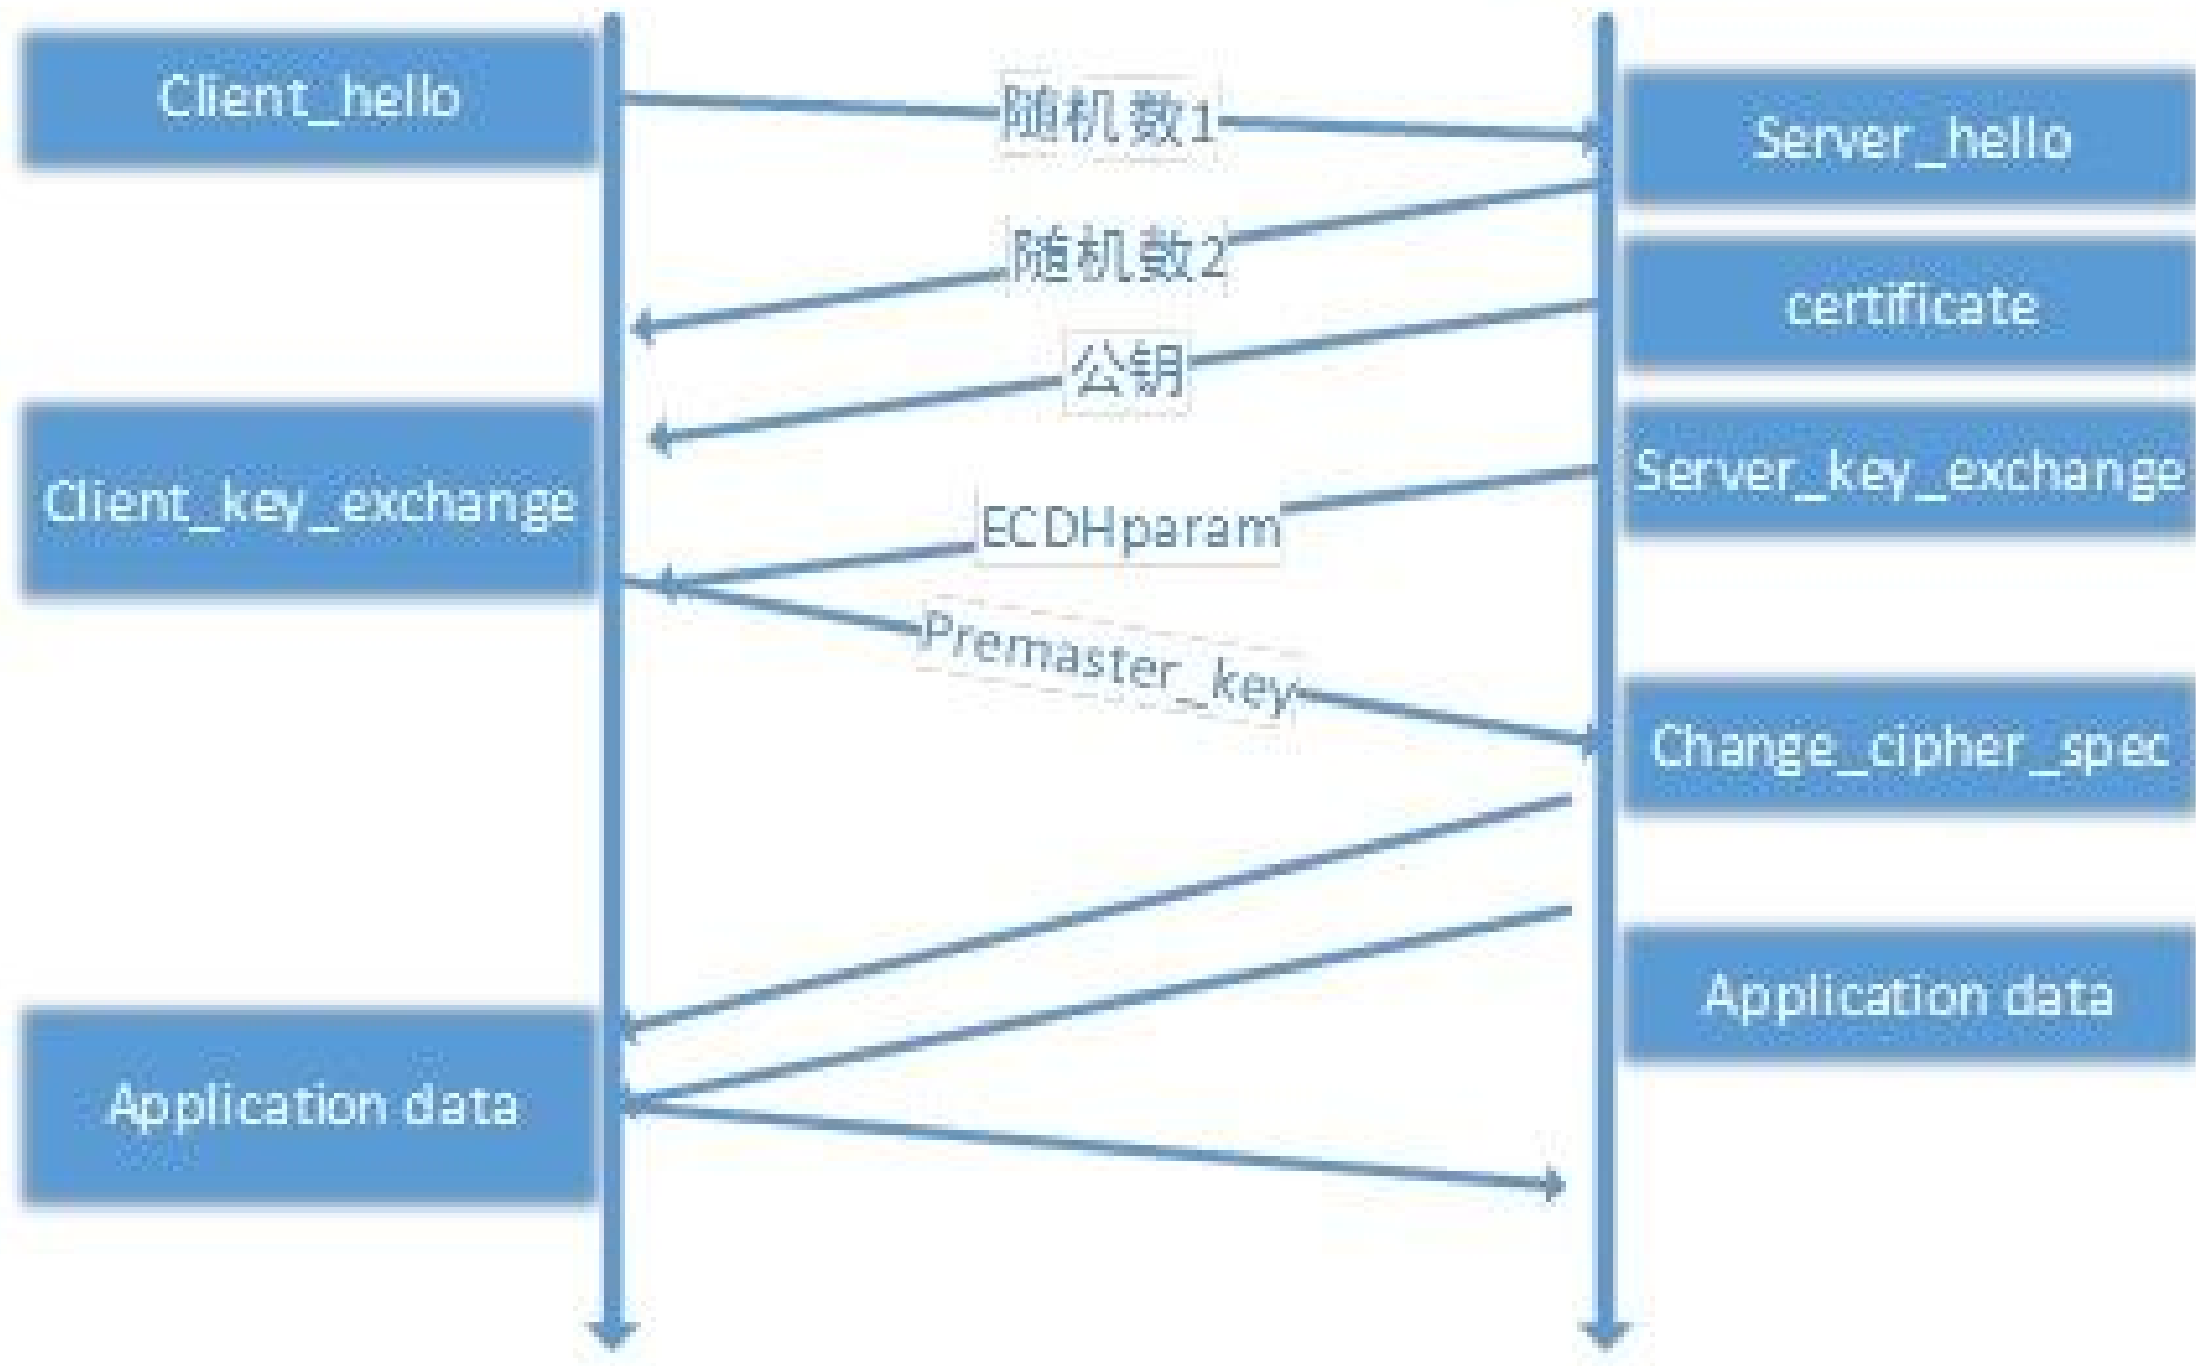 Client_hello
随机数1
Server_hello
随机数2
certificate
公钥
Client_key_exchange
Server_key_exchange
ECDHparam
Premaster_key
Change_cipher_spec
Application data
Application data